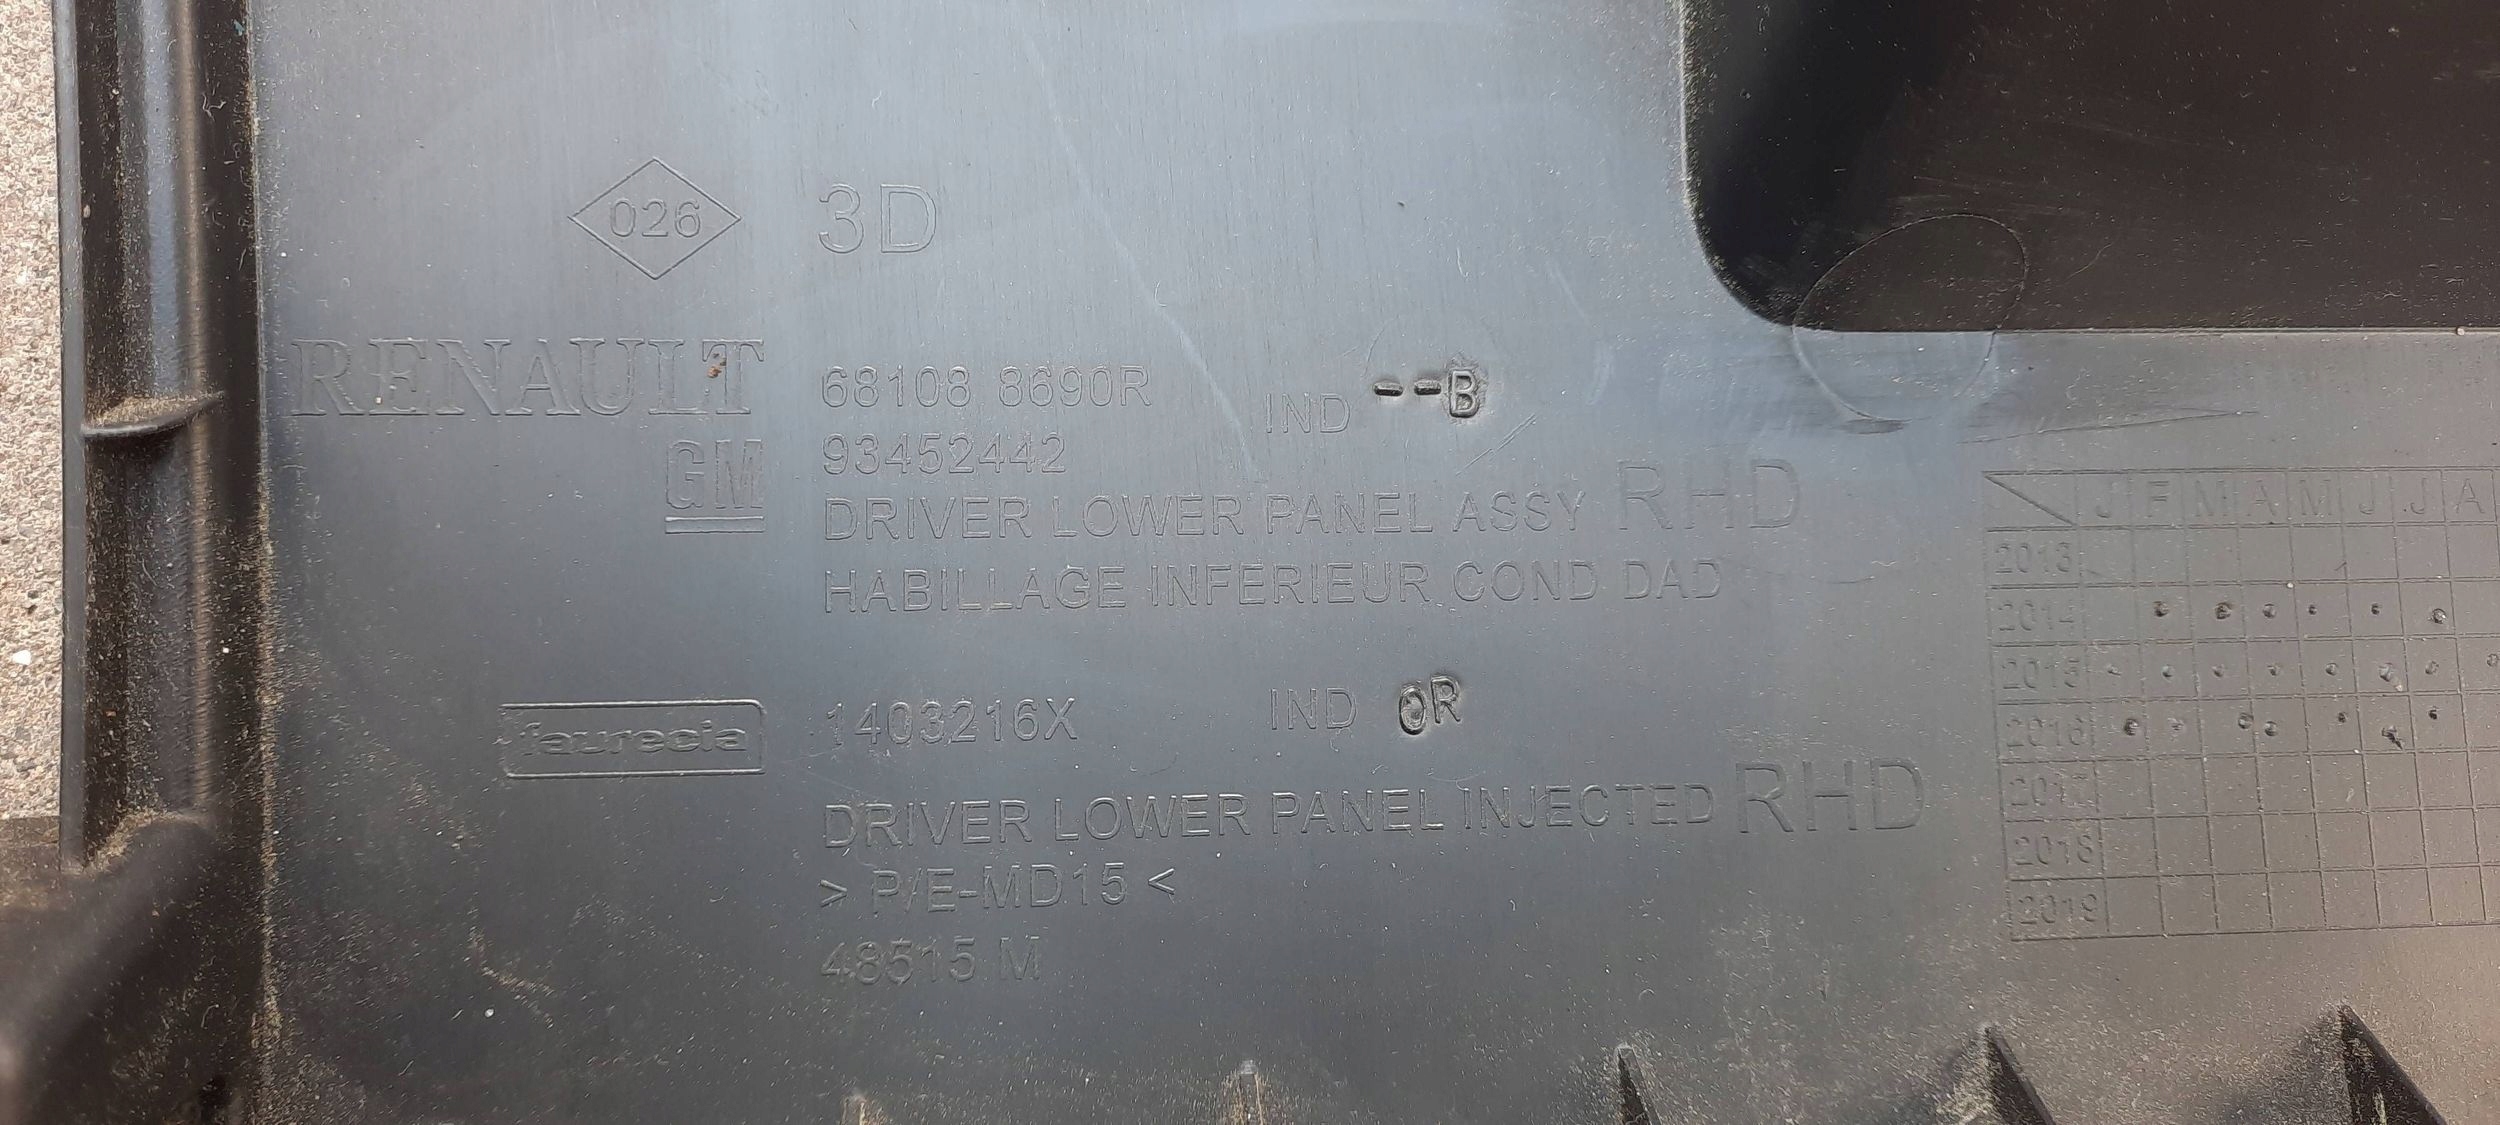 026 3D
RENAULT 68108 8690R IND --B
GM 93452442
DRIVER LOWER PANEL ASSY RHD
HABILLAGE INFERIEUR COND DAD
faurecia 1403216X IND OR
DRIVER LOWER PANEL INJECTED RHD
> P/E-MD15 <
48515 M
J F M A M J J A
2013
2014
2015
2016
2017
2018
2019